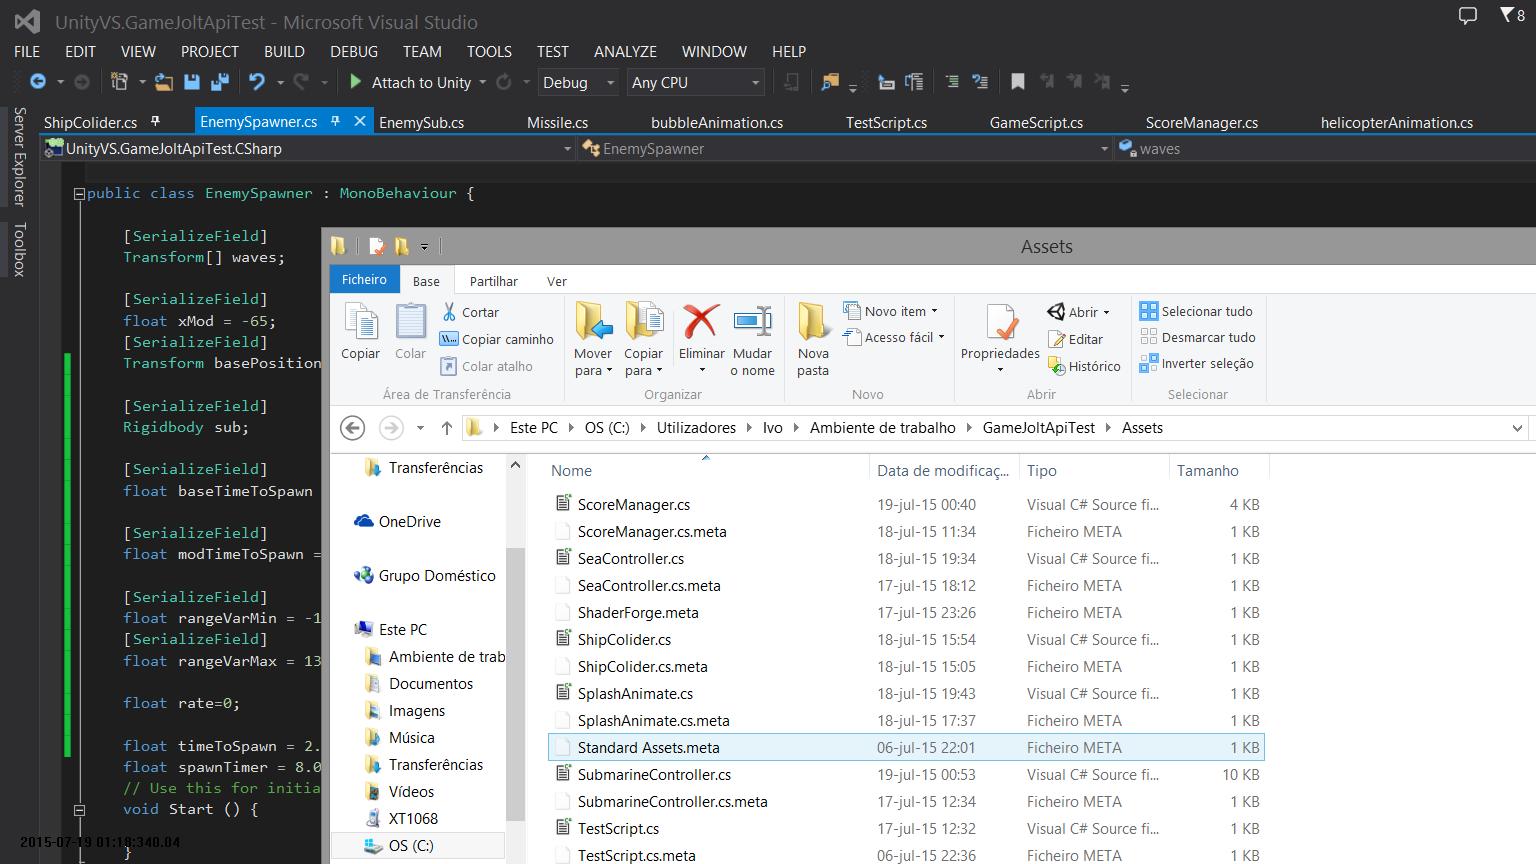 UnityVS.GameJoltApiTest - Microsoft Visual Studio
8
FILE EDIT VIEW PROJECT BUILD DEBUG TEAM TOOLS TEST ANALYZE WINDOW HELP
Attach to Unity Debug Any CPU
Server Explorer
Toolbox
ShipColider.cs EnemySpawner.cs EnemySub.cs Missile.cs bubbleAnimation.cs TestScript.cs GameScript.cs ScoreManager.cs helicopterAnimation.cs
UnityVS.GameJoltApiTest.CSharp EnemySpawner waves
public class EnemySpawner : MonoBehaviour {
[SerializeField]
Transform[] waves;
[SerializeField]
float xMod = -65;
[SerializeField]
Transform basePosition
[SerializeField]
Rigidbody sub;
[SerializeField]
float baseTimeToSpawn
[SerializeField]
float modTimeToSpawn =
[SerializeField]
float rangeVarMin = -1
[SerializeField]
float rangeVarMax = 13
float rate=0;
float timeToSpawn = 2.
float spawnTimer = 8.0
// Use this for initia
void Start () {
}
2015-07-19 01:18:340.04
Assets
Ficheiro Base Partilhar Ver
Copiar
Colar
Cortar
Copiar caminho
Colar atalho
Área de Transferência
Mover para
Copiar para
Eliminar
Mudar o nome
Organizar
Nova pasta
Novo item
Acesso fácil
Novo
Propriedades
Abrir
Editar
Histórico
Abrir
Selecionar tudo
Desmarcar tudo
Inverter seleção
Selecionar
Este PC OS (C:) Utilizadores Ivo Ambiente de trabalho GameJoltApiTest Assets
Transferências
OneDrive
Grupo Doméstico
Este PC
Ambiente de trab
Documentos
Imagens
Música
Transferências
Vídeos
XT1068
OS (C:)
Nome Data de modificaç... Tipo Tamanho
ScoreManager.cs 19-jul-15 00:40 Visual C# Source fi... 4 KB
ScoreManager.cs.meta 18-jul-15 11:34 Ficheiro META 1 KB
SeaController.cs 18-jul-15 19:34 Visual C# Source fi... 1 KB
SeaController.cs.meta 17-jul-15 18:12 Ficheiro META 1 KB
ShaderForge.meta 17-jul-15 23:26 Ficheiro META 1 KB
ShipColider.cs 18-jul-15 15:54 Visual C# Source fi... 1 KB
ShipColider.cs.meta 18-jul-15 15:05 Ficheiro META 1 KB
SplashAnimate.cs 18-jul-15 19:43 Visual C# Source fi... 1 KB
SplashAnimate.cs.meta 18-jul-15 17:37 Ficheiro META 1 KB
Standard Assets.meta 06-jul-15 22:01 Ficheiro META 1 KB
SubmarineController.cs 19-jul-15 00:53 Visual C# Source fi... 10 KB
SubmarineController.cs.meta 17-jul-15 12:34 Ficheiro META 1 KB
TestScript.cs 17-jul-15 12:32 Visual C# Source fi... 1 KB
TestScript.cs.meta 06-jul-15 22:36 Ficheiro META 1 KB